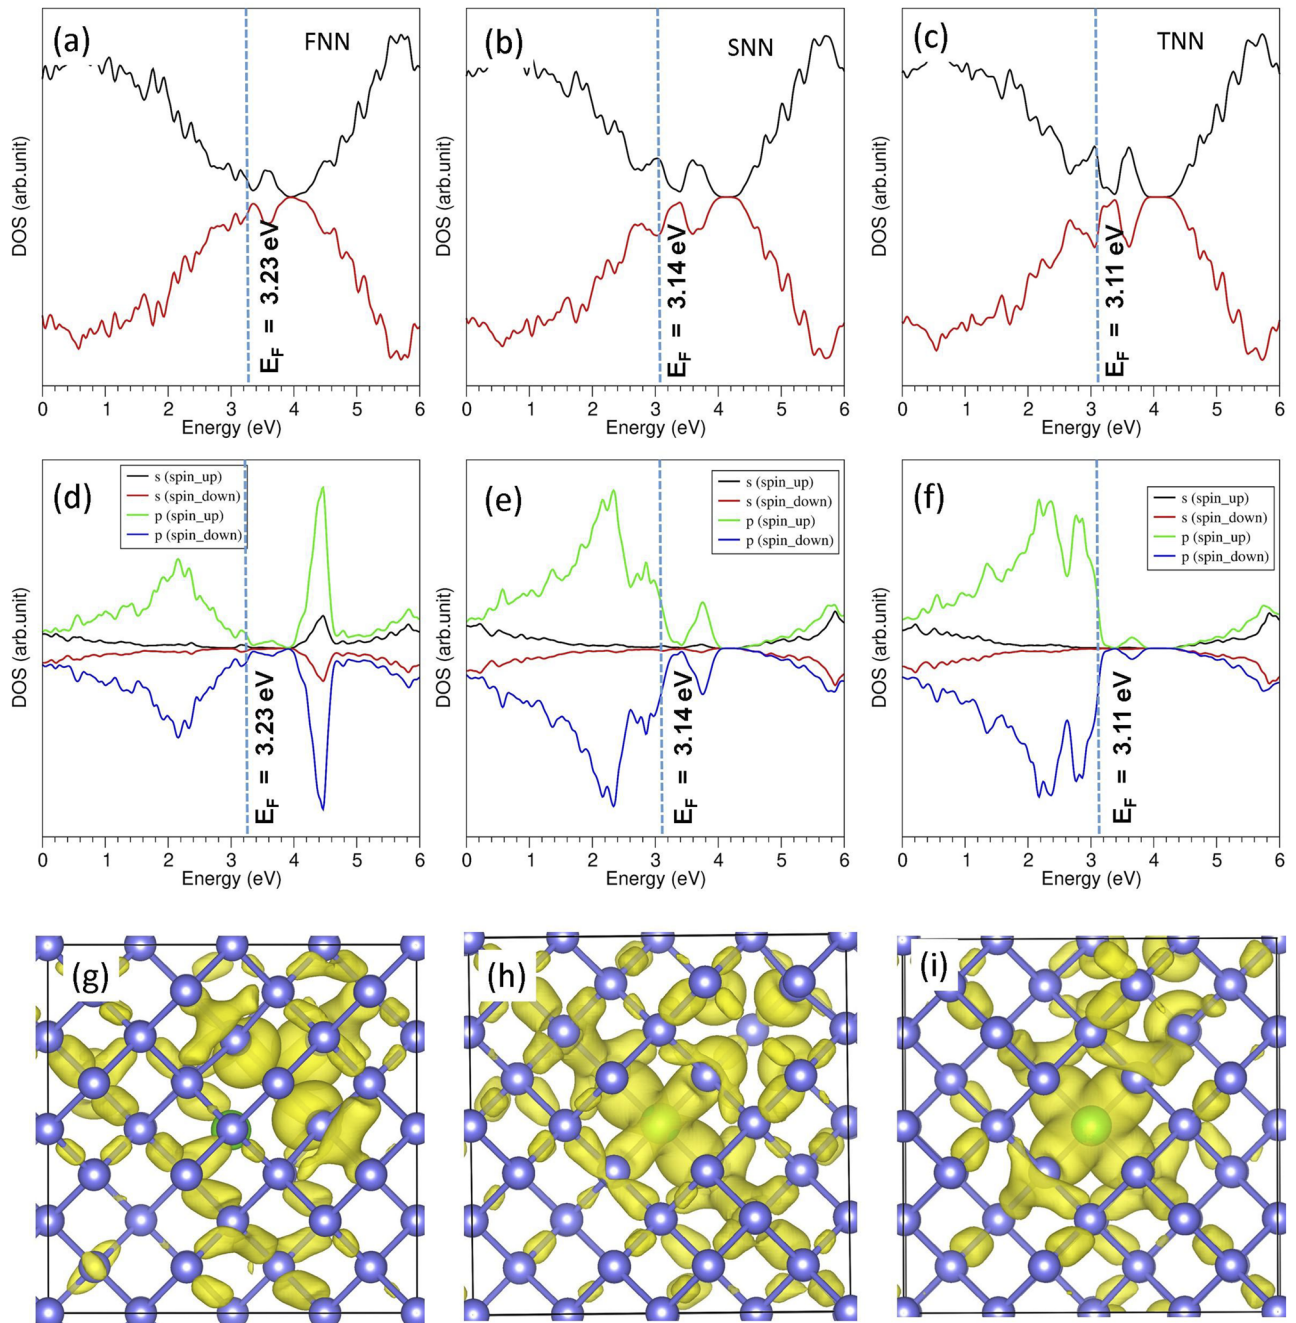 (a) FNN
DOS (arb.unit)
E_F = 3.23 eV
0 1 2 3 4 5 6
Energy (eV)
(b) SNN
DOS (arb.unit)
E_F = 3.14 eV
0 1 2 3 4 5 6
Energy (eV)
(c) TNN
DOS (arb.unit)
E_F = 3.11 eV
0 1 2 3 4 5 6
Energy (eV)
(d)
s (spin_up)
s (spin_down)
p (spin_up)
p (spin_down)
DOS (arb.unit)
E_F = 3.23 eV
0 1 2 3 4 5 6
Energy (eV)
(e)
s (spin_up)
s (spin_down)
p (spin_up)
p (spin_down)
DOS (arb.unit)
E_F = 3.14 eV
0 1 2 3 4 5 6
Energy (eV)
(f)
s (spin_up)
s (spin_down)
p (spin_up)
p (spin_down)
DOS (arb.unit)
E_F = 3.11 eV
0 1 2 3 4 5 6
Energy (eV)
(g)
(h)
(i)